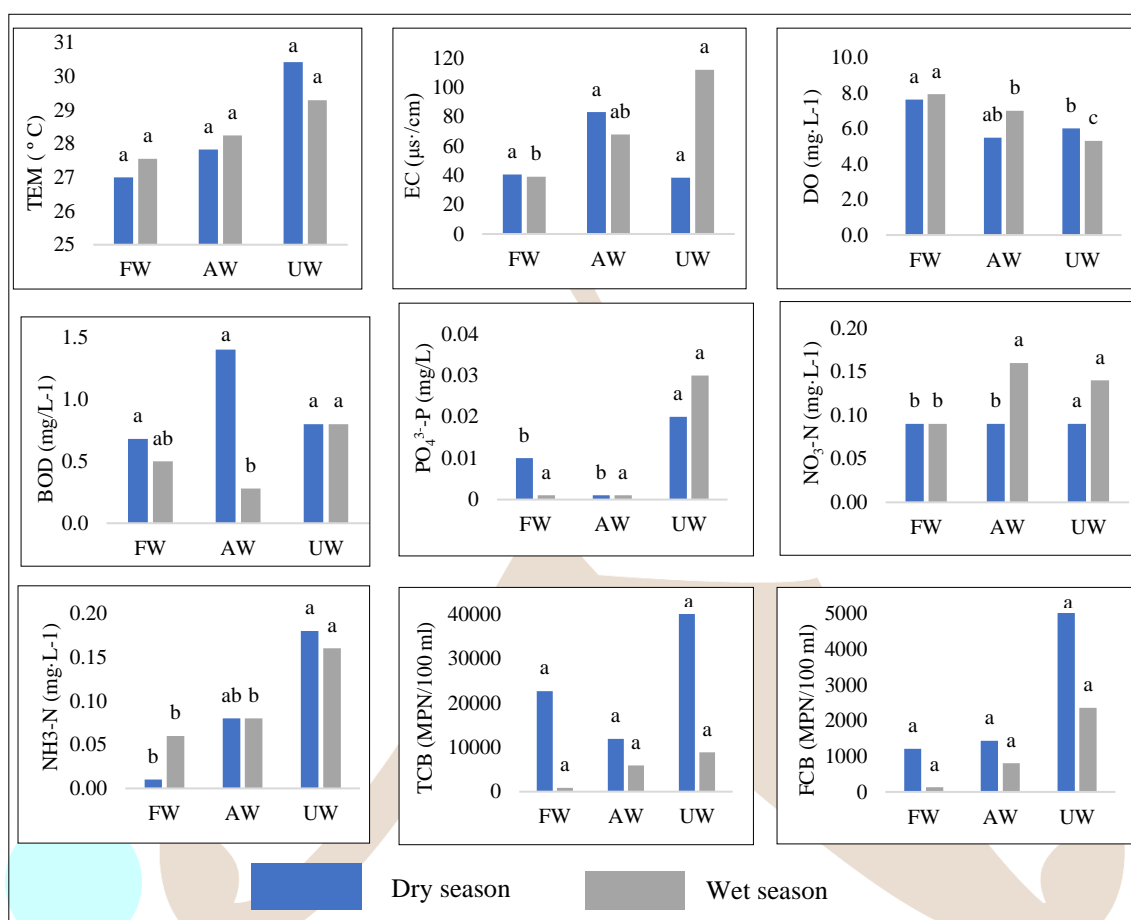 TEM ( º C)
31
30
29
28
27
26
25
a a a a a a
FW AW UW
EC (µs·/cm)
120
100
80
60
40
20
0
a b a ab a a
FW AW UW
DO (mg·L-1)
10.0
8.0
6.0
4.0
2.0
0.0
a a ab b b c
FW AW UW
BOD (mg/L-1)
1.5
1.0
0.5
0.0
a ab a b a a
FW AW UW
PO₄³⁻-P (mg/L)
0.04
0.03
0.02
0.01
0
b a b a a a
FW AW UW
NO₃-N (mg·L-1)
0.20
0.15
0.10
0.05
0.00
b b b a a a
FW AW UW
NH3-N (mg·L-1)
0.20
0.15
0.10
0.05
0.00
b b ab b a a
FW AW UW
TCB (MPN/100 ml)
40000
30000
20000
10000
0
a a a a a a
FW AW UW
FCB (MPN/100 ml)
5000
4000
3000
2000
1000
0
a a a a a a
FW AW UW
Dry season Wet season